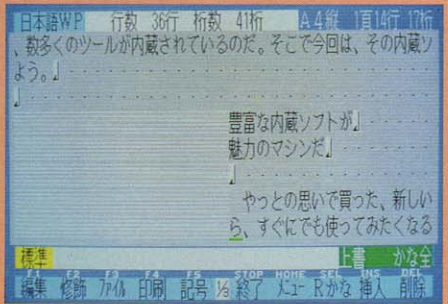 日本語WP 行数 36行 桁数 41桁 A4縦 1頁14行 17桁
、数多くのツールが内蔵されているのだ。そこで今回は、その内蔵ソ
よう。
豊富な内蔵ソフトが
魅力のマシンだ
やっとの思いで買った、新しい
ら、すぐにでも使ってみたくなる
標準 上書 かな全
F1 F2 F3 F4 F5 STOP HOME SEL INS DEL
編集 修飾 ファイル 印刷 記号 1/3 終了 メニュー Rかな 挿入 削除